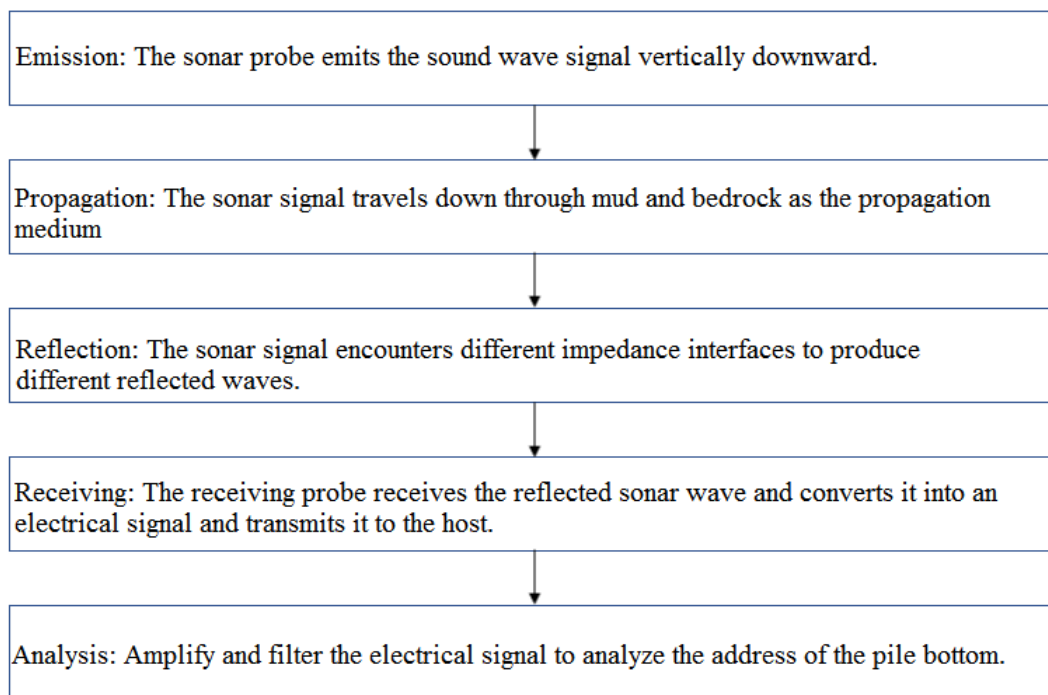 Emission: The sonar probe emits the sound wave signal vertically downward.
Propagation: The sonar signal travels down through mud and bedrock as the propagation
medium
Reflection: The sonar signal encounters different impedance interfaces to produce
different reflected waves.
Receiving: The receiving probe receives the reflected sonar wave and converts it into an
electrical signal and transmits it to the host.
Analysis: Amplify and filter the electrical signal to analyze the address of the pile bottom.